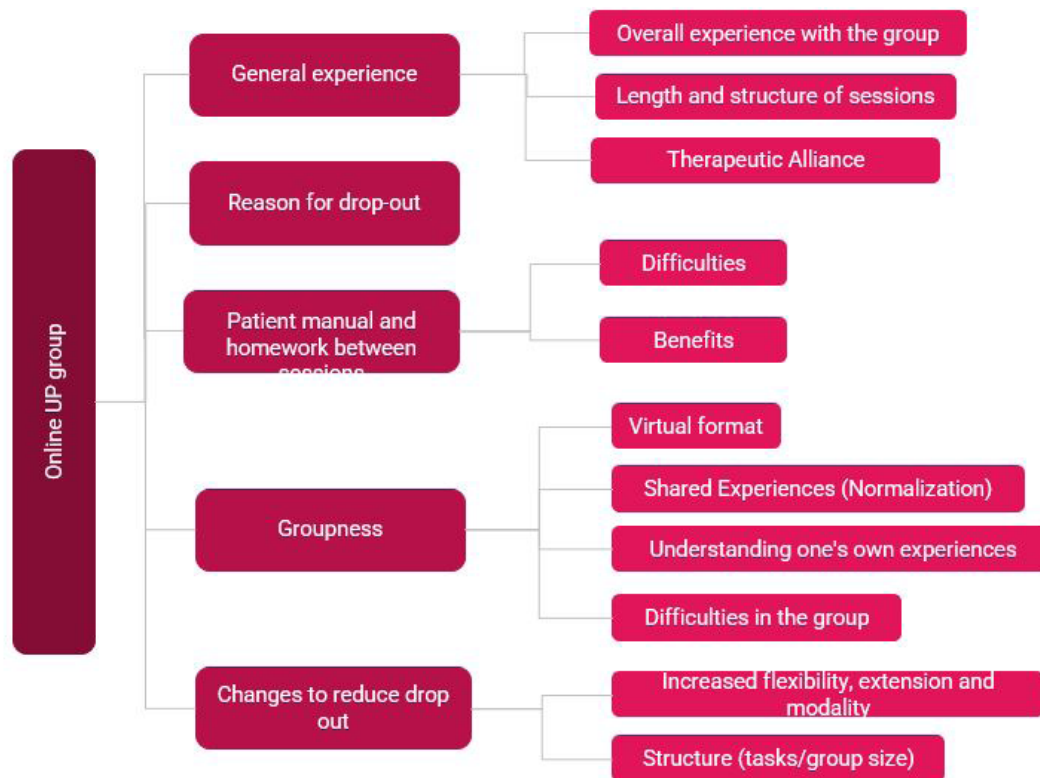 Online UP group
General experience
Overall experience with the group
Length and structure of sessions
Therapeutic Alliance
Reason for drop-out
Patient manual and
homework between
sessions
Difficulties
Benefits
Groupness
Virtual format
Shared Experiences (Normalization)
Understanding one's own experiences
Difficulties in the group
Changes to reduce drop
out
Increased flexibility, extension and
modality
Structure (tasks/group size)